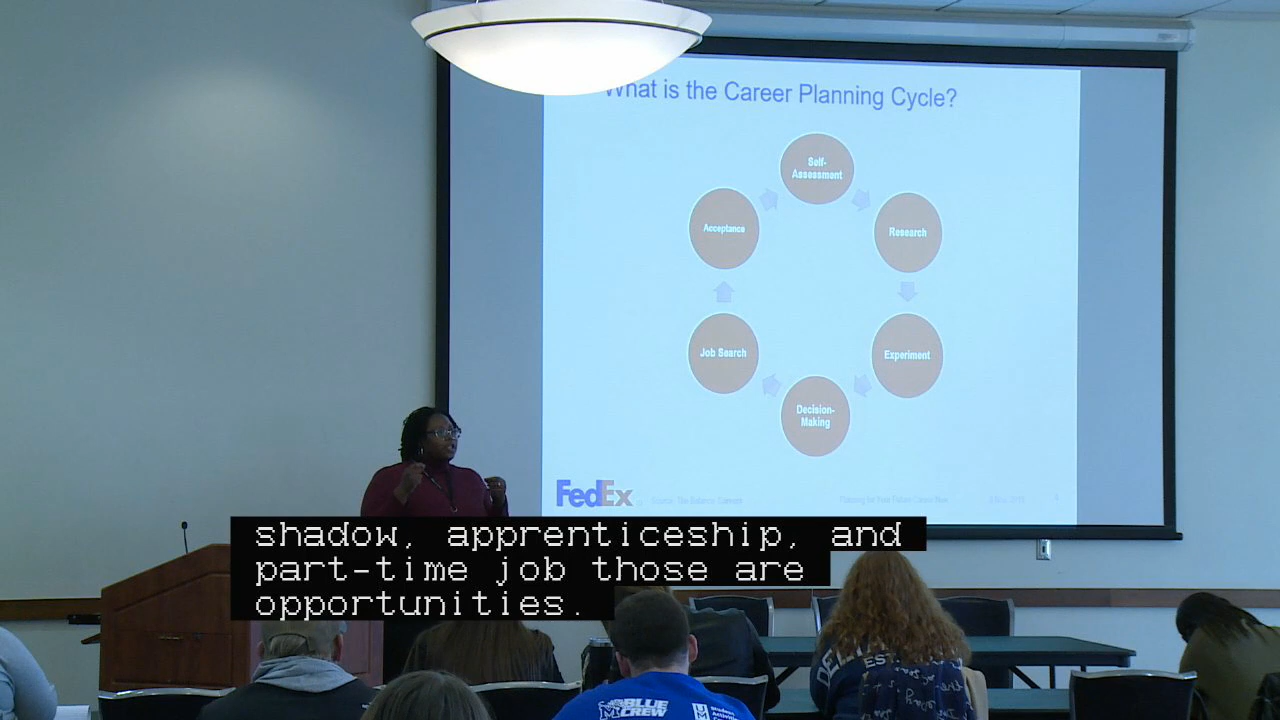 What is the Career Planning Cycle?
Self-
Assessment
Acceptance
Research
Job Search
Experiment
Decision-
Making
FedEx
shadow, apprenticeship, and
part-time job those are
opportunities.
BLUE
CREW
M
Student